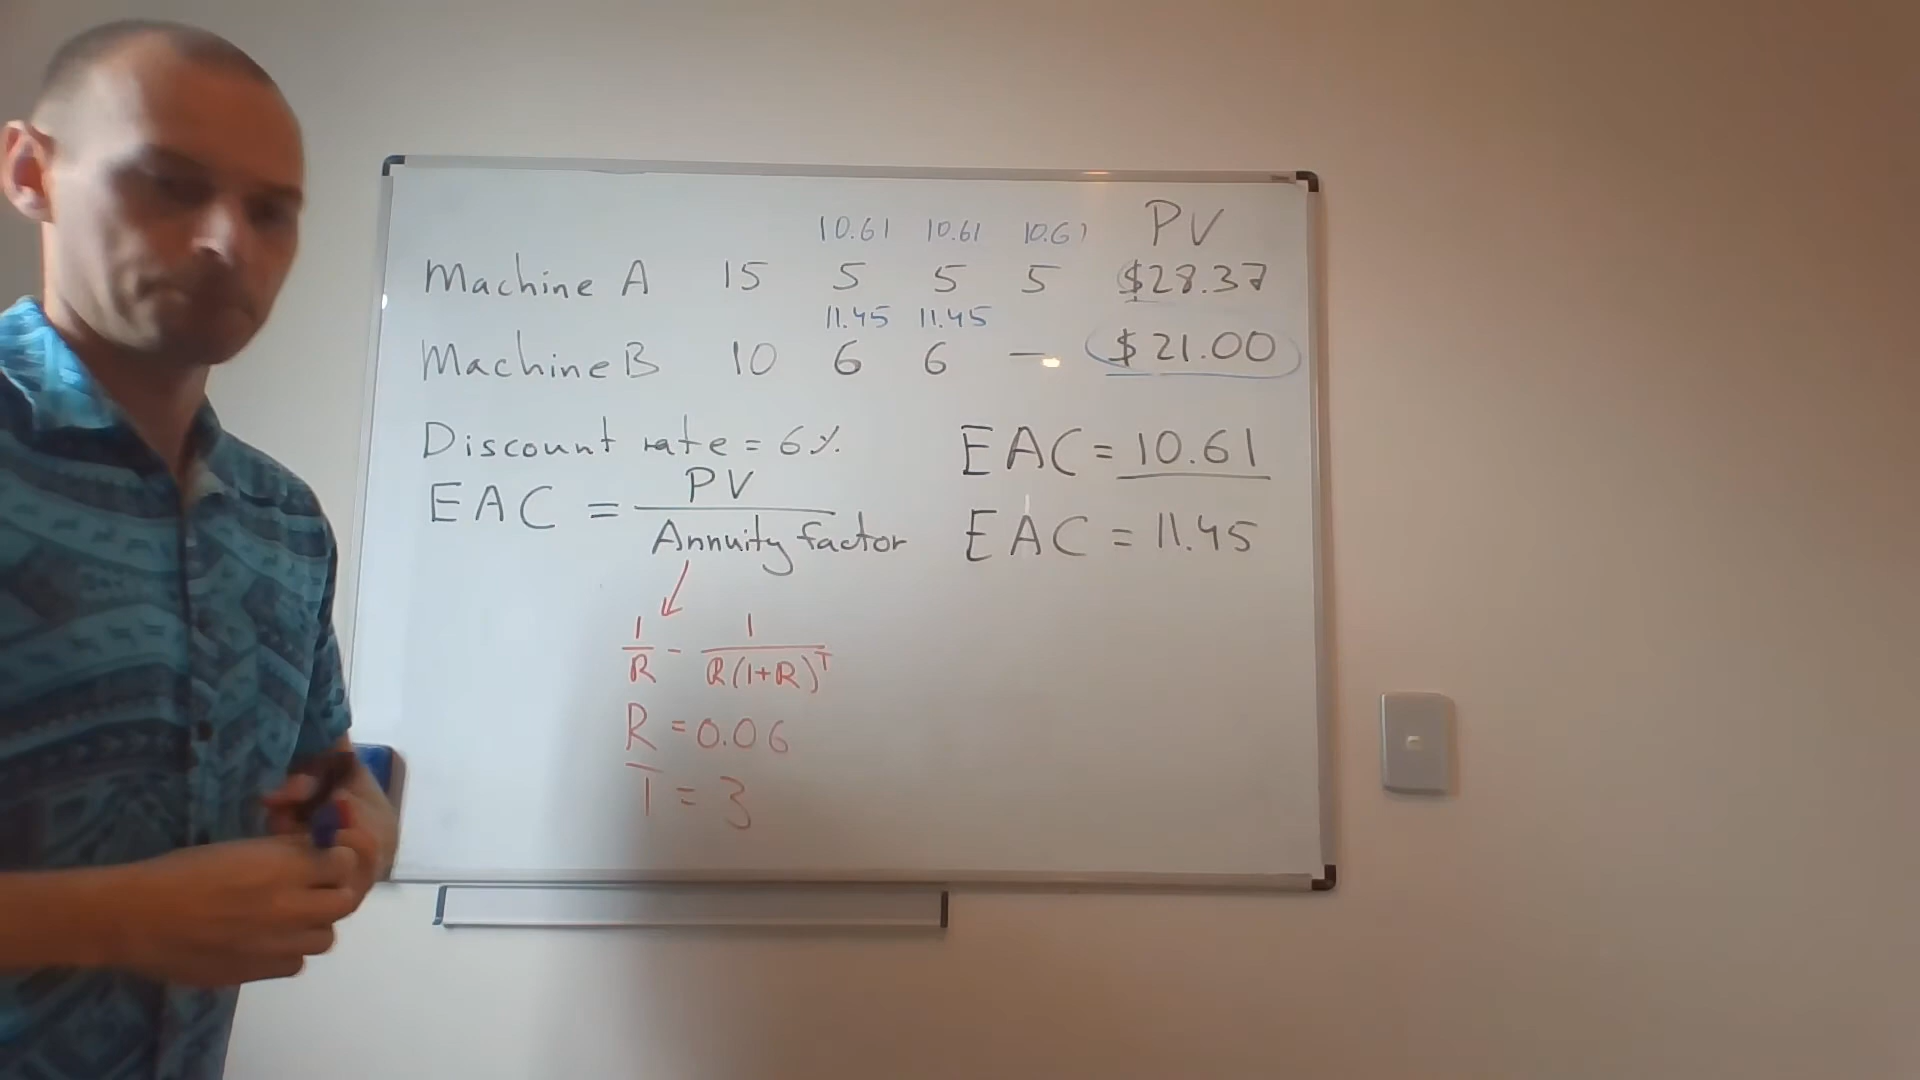 10.61 10.61 10.61 PV
Machine A 15 5 5 5 $28.37
11.45 11.45
Machine B 10 6 6 — $21.00
Discount rate = 6%. EAC = 10.61
EAC = PV / Annuity factor EAC = 11.45
1/R - 1/R(1+R)^T
R = 0.06
T = 3